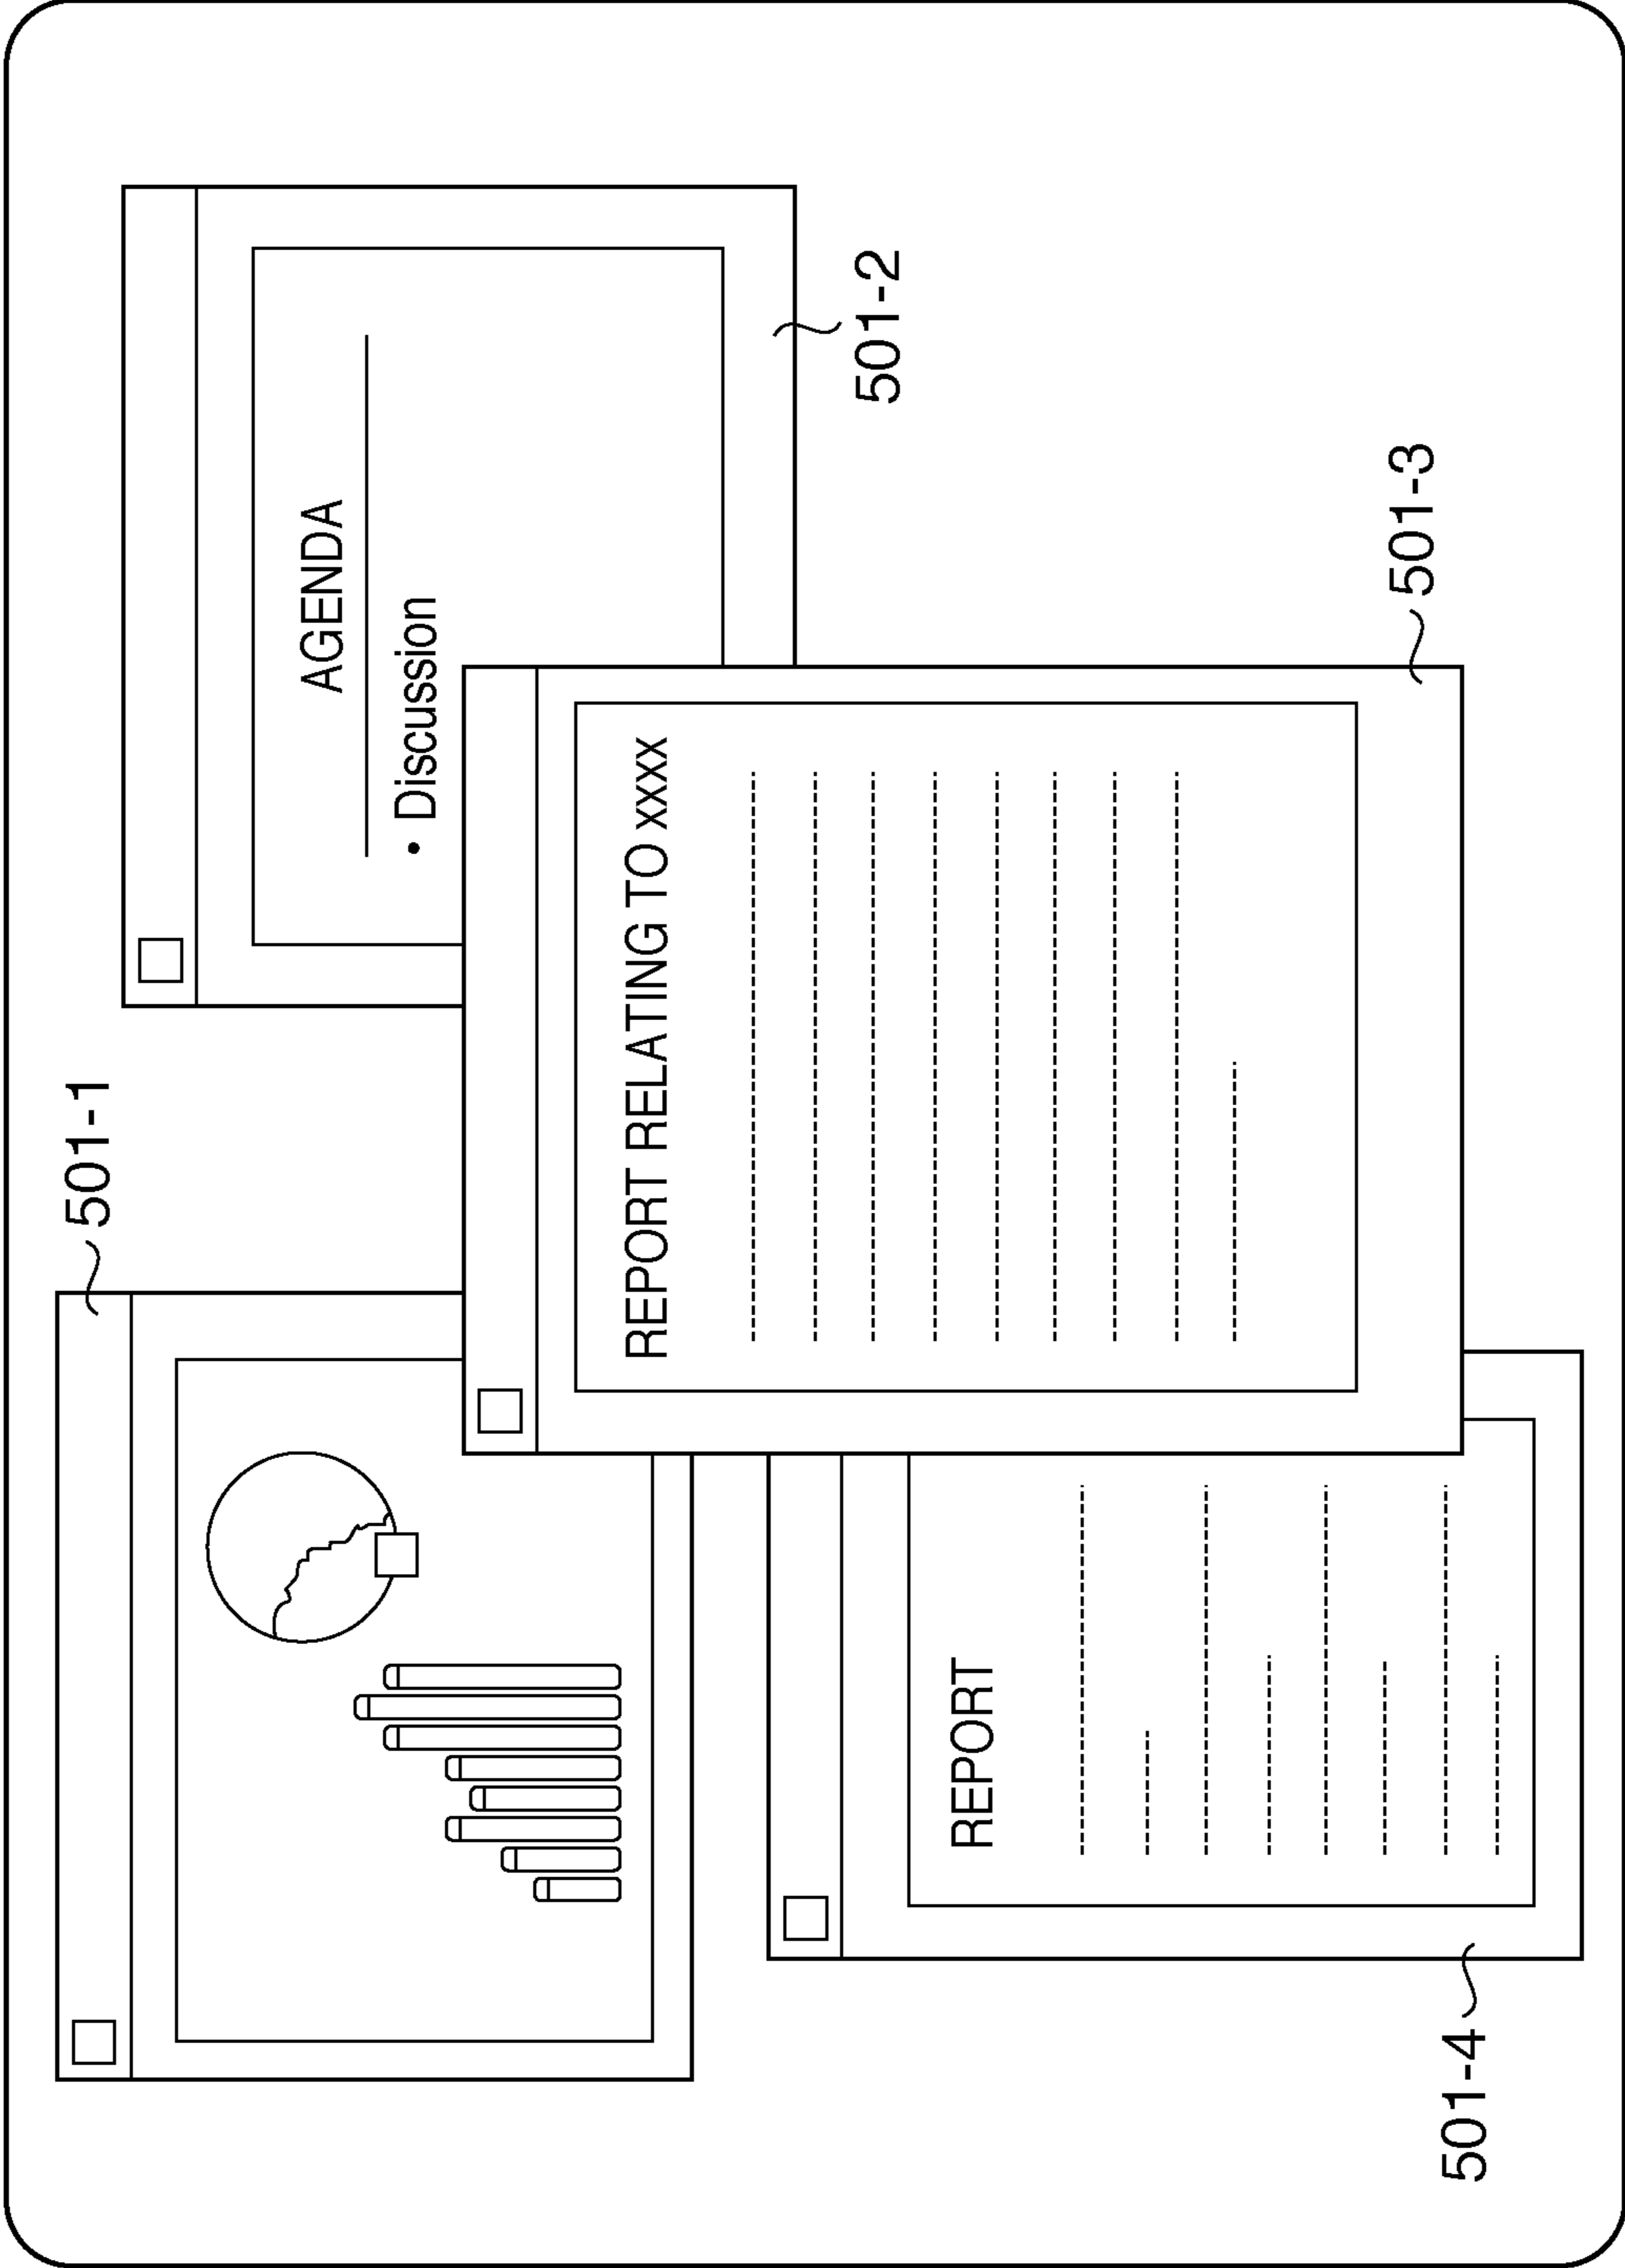 501-1
AGENDA
• Discussion
501-2
REPORT RELATING TO xxxx
501-3
REPORT
501-4